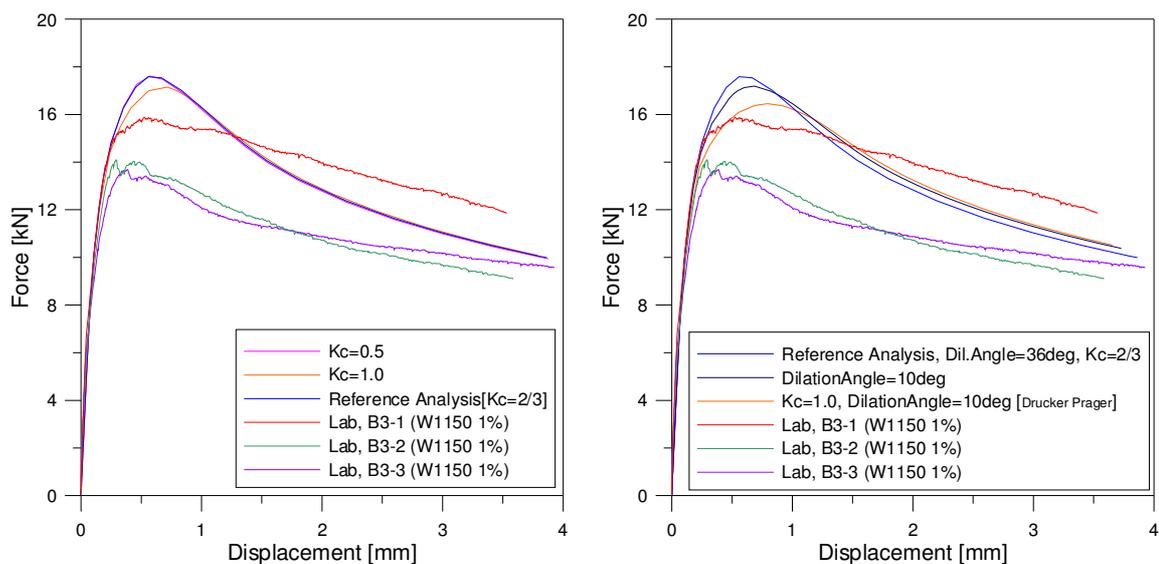 20
16
12
8
4
0
Force [kN]
Kc=0.5
Kc=1.0
Reference Analysis[Kc=2/3]
Lab, B3-1 (W1150 1%)
Lab, B3-2 (W1150 1%)
Lab, B3-3 (W1150 1%)
0 1 2 3 4
Displacement [mm]
20
16
12
8
4
0
Force [kN]
Reference Analysis, Dil.Angle=36deg, Kc=2/3
DilationAngle=10deg
Kc=1.0, DilationAngle=10deg [Drucker Prager]
Lab, B3-1 (W1150 1%)
Lab, B3-2 (W1150 1%)
Lab, B3-3 (W1150 1%)
0 1 2 3 4
Displacement [mm]